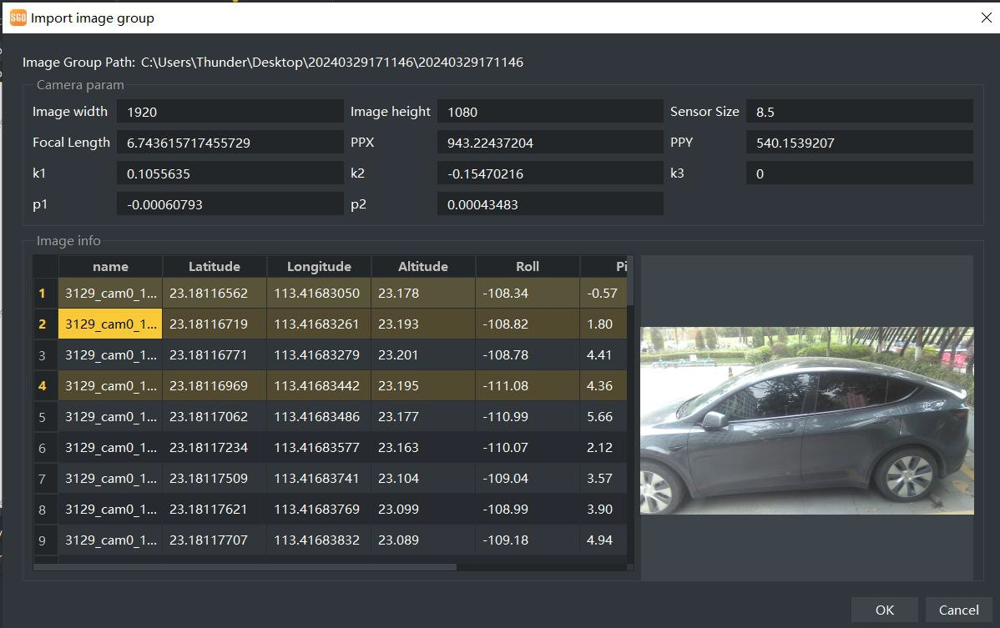 SGO Import image group
Image Group Path: C:\Users\Thunder\Desktop\20240329171146\20240329171146
Camera param
Image width 1920 Image height 1080 Sensor Size 8.5
Focal Length 6.743615717455729 PPX 943.22437204 PPY 540.1539207
k1 0.1055635 k2 -0.15470216 k3 0
p1 -0.00060793 p2 0.00043483
Image info
name Latitude Longitude Altitude Roll Pi
1 3129_cam0_1... 23.18116562 113.41683050 23.178 -108.34 -0.57
2 3129_cam0_1... 23.18116719 113.41683261 23.193 -108.82 1.80
3 3129_cam0_1... 23.18116771 113.41683279 23.201 -108.78 4.41
4 3129_cam0_1... 23.18116969 113.41683442 23.195 -111.08 4.36
5 3129_cam0_1... 23.18117062 113.41683486 23.177 -110.99 5.66
6 3129_cam0_1... 23.18117234 113.41683577 23.163 -110.07 2.12
7 3129_cam0_1... 23.18117509 113.41683741 23.104 -109.04 3.57
8 3129_cam0_1... 23.18117621 113.41683769 23.099 -108.99 3.90
9 3129_cam0_1... 23.18117707 113.41683832 23.089 -109.18 4.94
OK Cancel